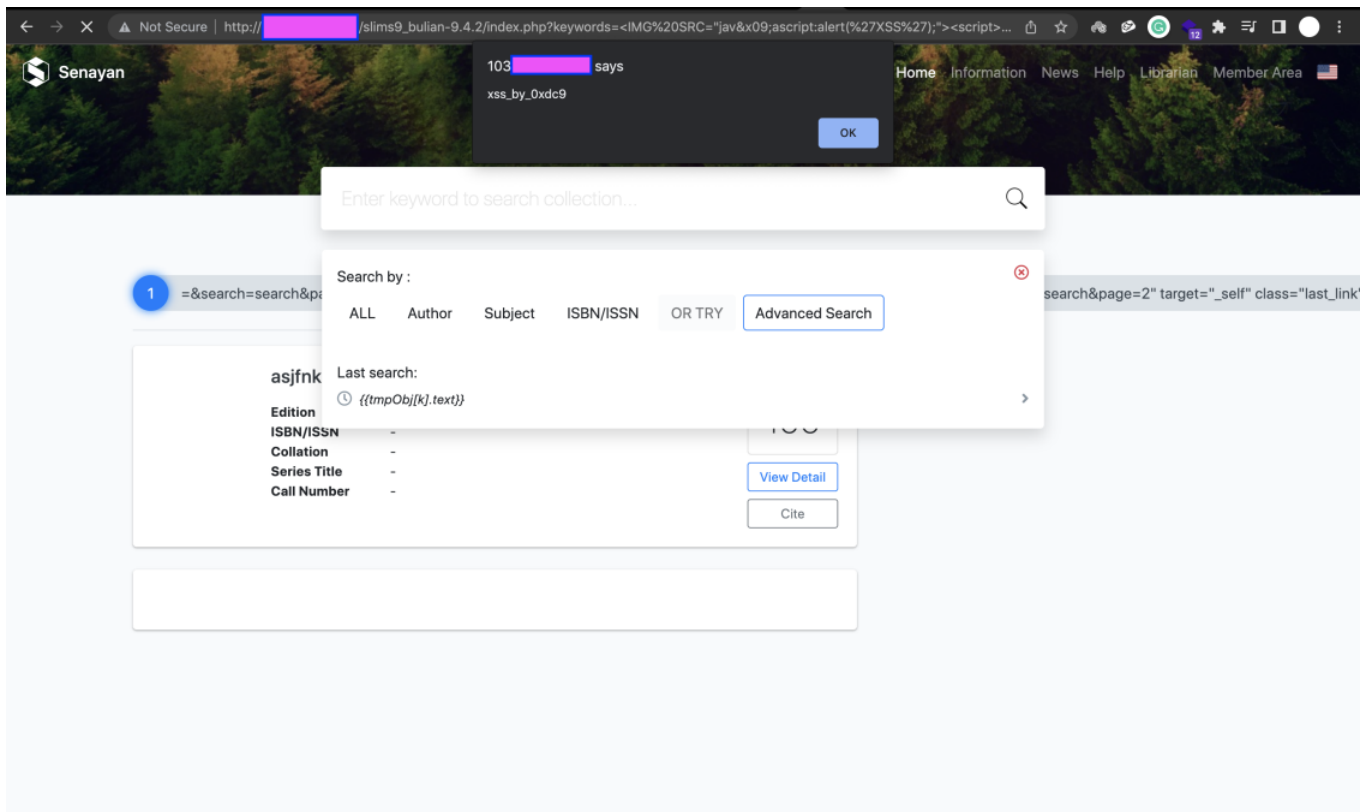 Not Secure | http:// /slims9_bulian-9.4.2/index.php?keywords=<IMG%20SRC="jav&x09;ascript:alert(%27XSS%27);"><script>...
12
Senayan
103 says
xss_by_0xdc9
OK
Home Information News Help Librarian Member Area
Enter keyword to search collection...
Search by :
1 =&search=search&pa
search&page=2" target="_self" class="last_link"
ALL Author Subject ISBN/ISSN OR TRY Advanced Search
Last search:
asjfnk
{{tmpObj[k].text}}
Edition
ISBN/ISSN -
Collation -
Series Title -
Call Number -
View Detail
Cite